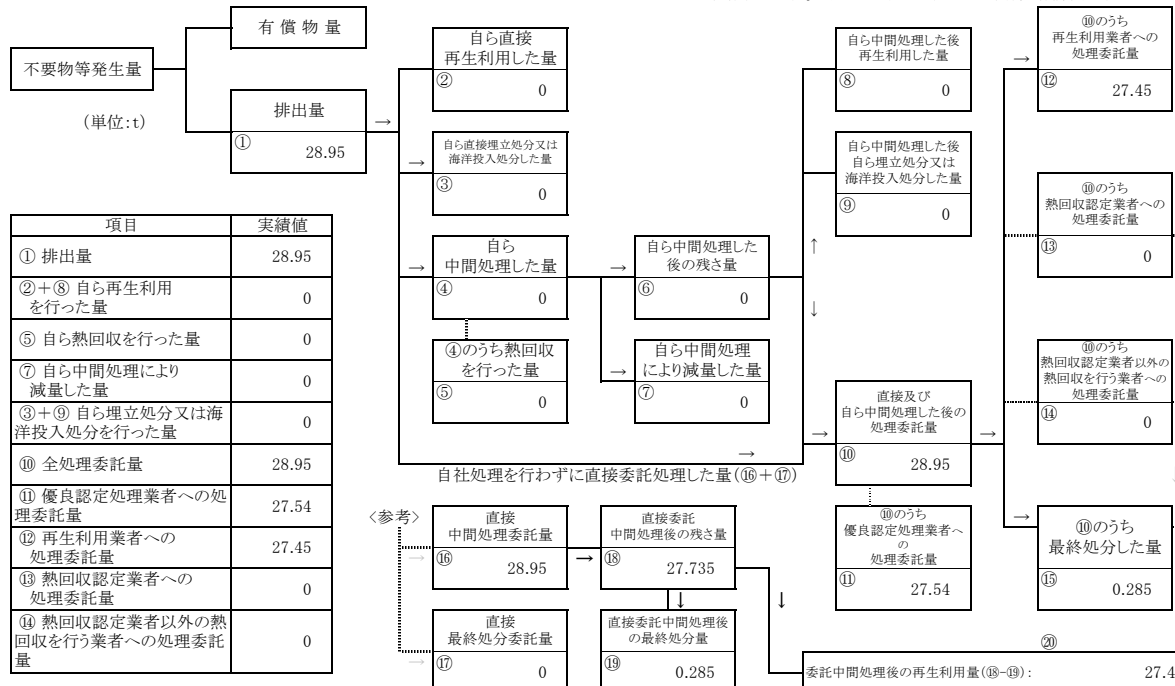 有 償 物 量
不要物等発生量
(単位:t)
排出量
①
28.95
→
自ら直接
再生利用した量
②
0
→
自ら直接埋立処分又は
海洋投入処分した量
③
0
→
自ら
中間処理した量
④
0
④のうち熱回収
を行った量
⑤
0
→
自ら中間処理した
後の残さ量
⑥
0
→
自ら中間処理
により減量した量
⑦
0
自ら中間処理した後
再生利用した量
⑧
0
自ら中間処理した後
自ら埋立処分又は
海洋投入処分した量
⑨
0
↑
↓
→
自社処理を行わずに直接委託処理した量(⑯+⑰)
→
直接及び
自ら中間処理した後の
処理委託量
⑩
28.95
→
⑩のうち
優良認定処理業者へ
の
処理委託量
⑪
27.54
→
⑩のうち
再生利用業者への
処理委託量
⑫
27.45
⑩のうち
熱回収認定業者への
処理委託量
⑬
0
⑩のうち
熱回収認定業者以外の
熱回収を行う業者への
処理委託量
⑭
0
→
⑩のうち
最終処分した量
⑮
0.285
項目 実績値
① 排出量 28.95
②+⑧ 自ら再生利用
を行った量 0
⑤ 自ら熱回収を行った量 0
⑦ 自ら中間処理により
減量した量 0
③+⑨ 自ら埋立処分又は海
洋投入処分を行った量 0
⑩ 全処理委託量 28.95
⑪ 優良認定処理業者への処
理委託量 27.54
⑫ 再生利用業者への
処理委託量 27.45
⑬ 熱回収認定業者への
処理委託量 0
⑭ 熱回収認定業者以外の熱
回収を行う業者への処理委託
量 0
<参考>
→
直接
中間処理委託量
⑯
28.95
→
直接委託
中間処理後の残さ量
⑱
27.735
→
直接
最終処分委託量
⑰
0
↓
↓
直接委託中間処理後
の最終処分量
⑲
0.285
⑳
委託中間処理後の再生利用量(⑱-⑲): 27.4